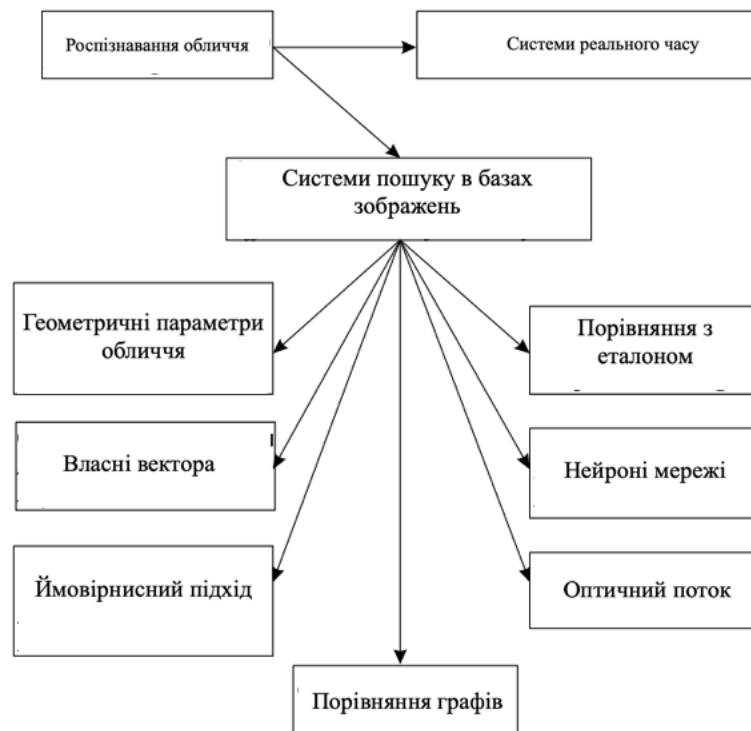 Роспізнавання обличчя
Системи реального часу
Системи пошуку в базах
зображень
Геометричні параметри
обличчя
Порівняння з
еталоном
Власні вектора
Нейроні мережі
Ймовірнисний підхід
Оптичний поток
Порівняння графів